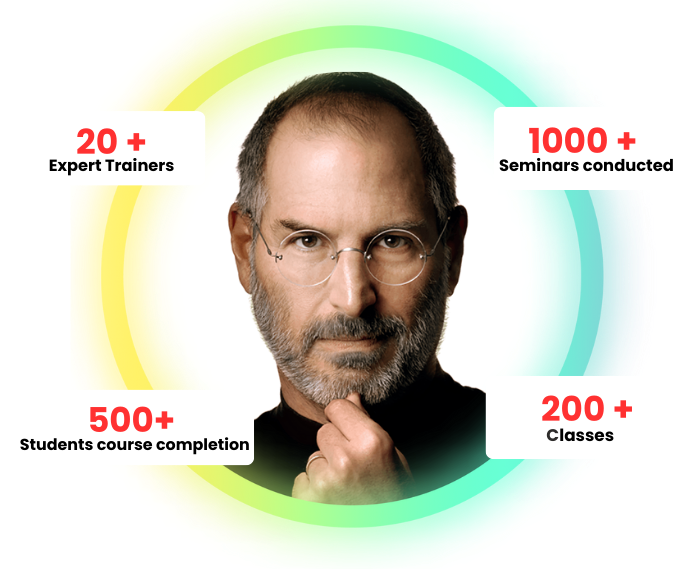 20 +
Expert Trainers
1000 +
Seminars conducted
500+
Students course completion
200 +
Classes